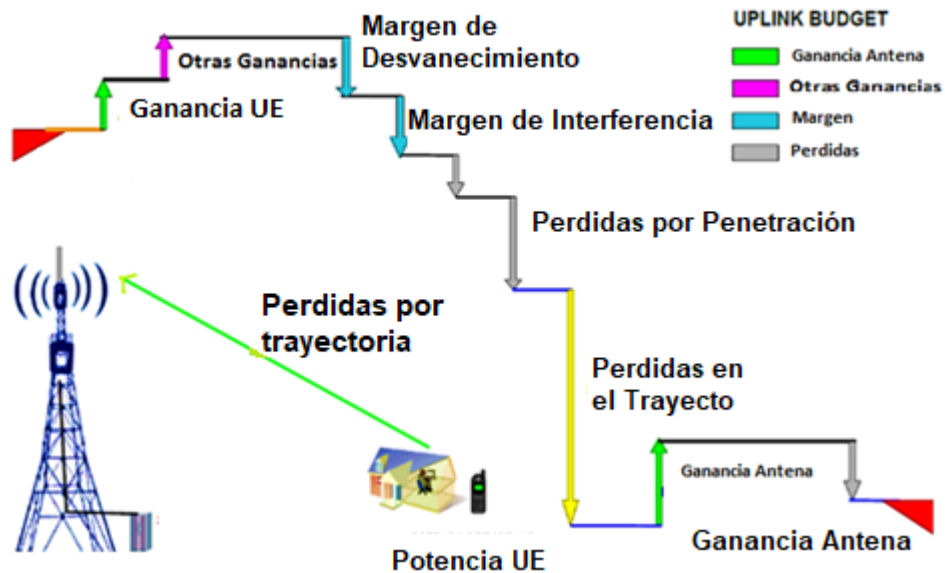 Margen de
Desvanecimiento
Otras Ganancias
Ganancia UE
Margen de Interferencia
Perdidas por Penetración
Perdidas por
trayectoria
Perdidas en
el Trayecto
Ganancia Antena
Ganancia Antena
Potencia UE
UPLINK BUDGET
Ganancia Antena
Otras Ganancias
Margen
Perdidas